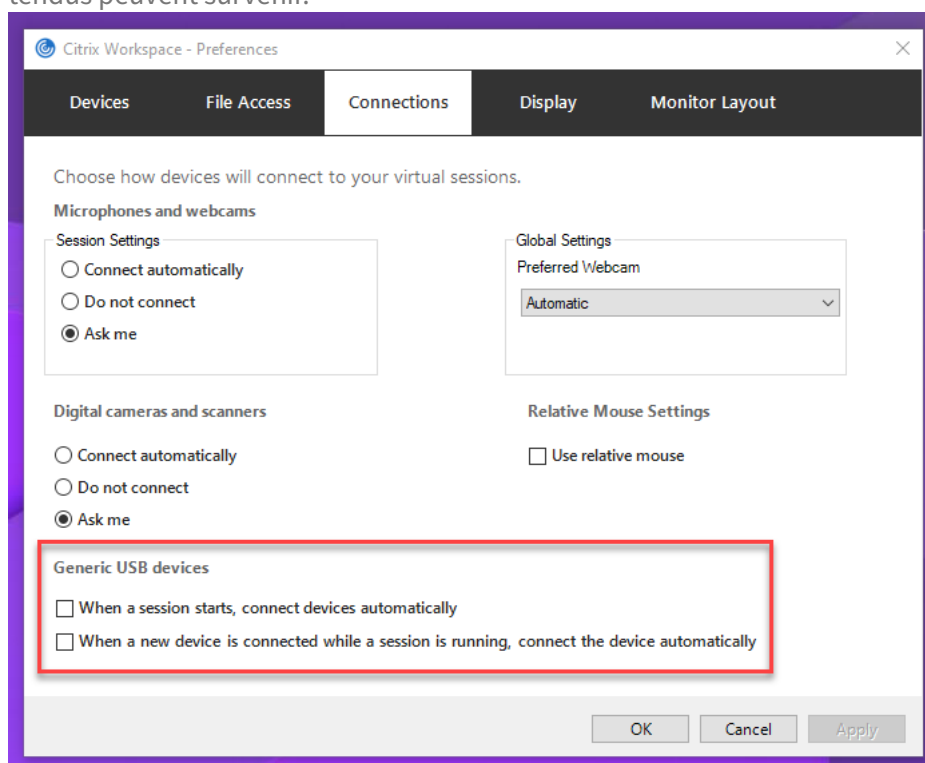 tendus peuvent survenir.
Citrix Workspace - Preferences
Devices File Access Connections Display Monitor Layout
Choose how devices will connect to your virtual sessions.
Microphones and webcams
Session Settings
Connect automatically
Do not connect
Ask me
Global Settings
Preferred Webcam
Automatic
Digital cameras and scanners
Connect automatically
Do not connect
Ask me
Relative Mouse Settings
Use relative mouse
Generic USB devices
When a session starts, connect devices automatically
When a new device is connected while a session is running, connect the device automatically
OK Cancel Apply